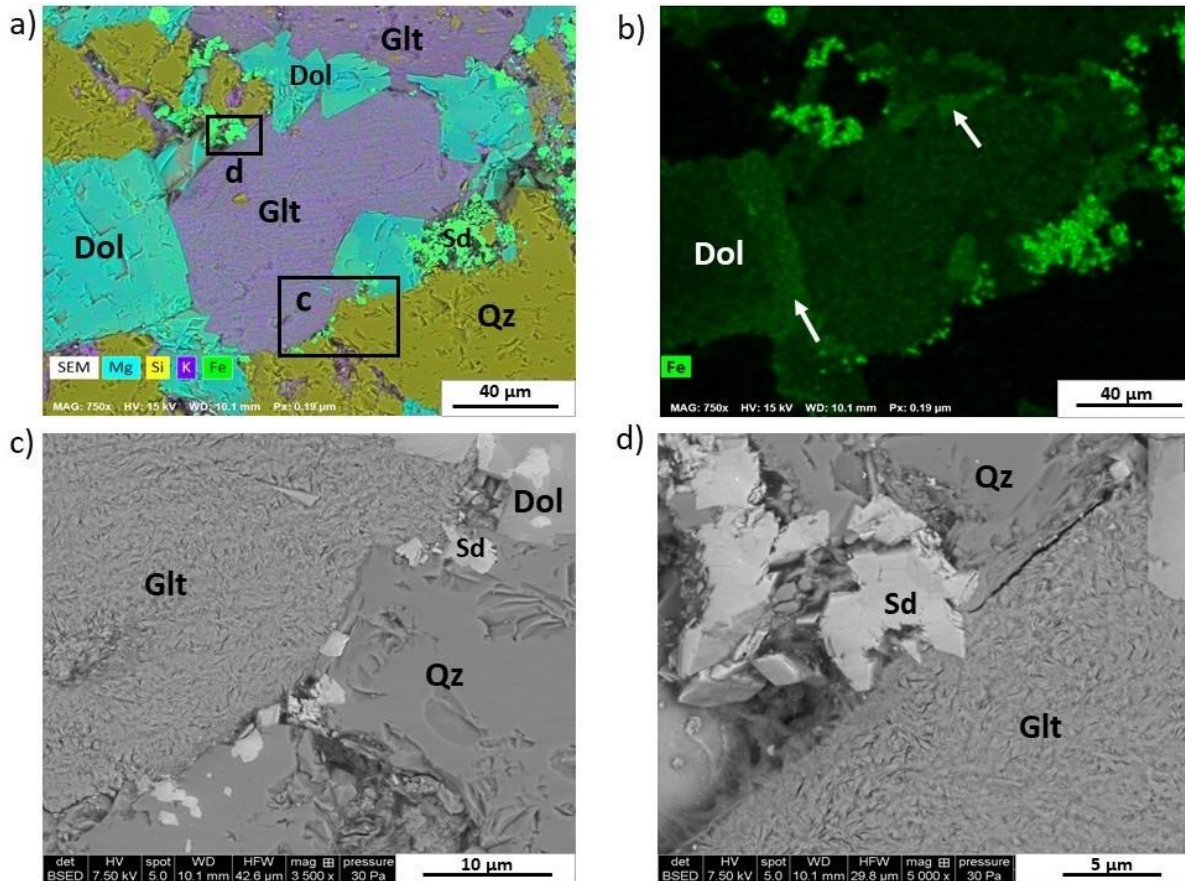 a)
Glt
Dol
d
Glt
Dol
Sd
c
Qz
SEM Mg Si K Fe
MAG: 750x HV: 15 kV WD: 10.1 mm Px: 0.19 µm
40 µm
b)
Dol
Fe
MAG: 750x HV: 15 kV WD: 10.1 mm Px: 0.19 µm
40 µm
c)
Dol
Sd
Glt
Qz
det HV spot WD HFW mag ⊞ pressure
BSED 7.50 kV 5.0 10.1 mm 42.6 µm 3 500 x 30 Pa
10 µm
d)
Qz
Sd
Glt
det HV spot WD HFW mag ⊞ pressure
BSED 7.50 kV 5.0 10.1 mm 29.8 µm 5 000 x 30 Pa
5 µm